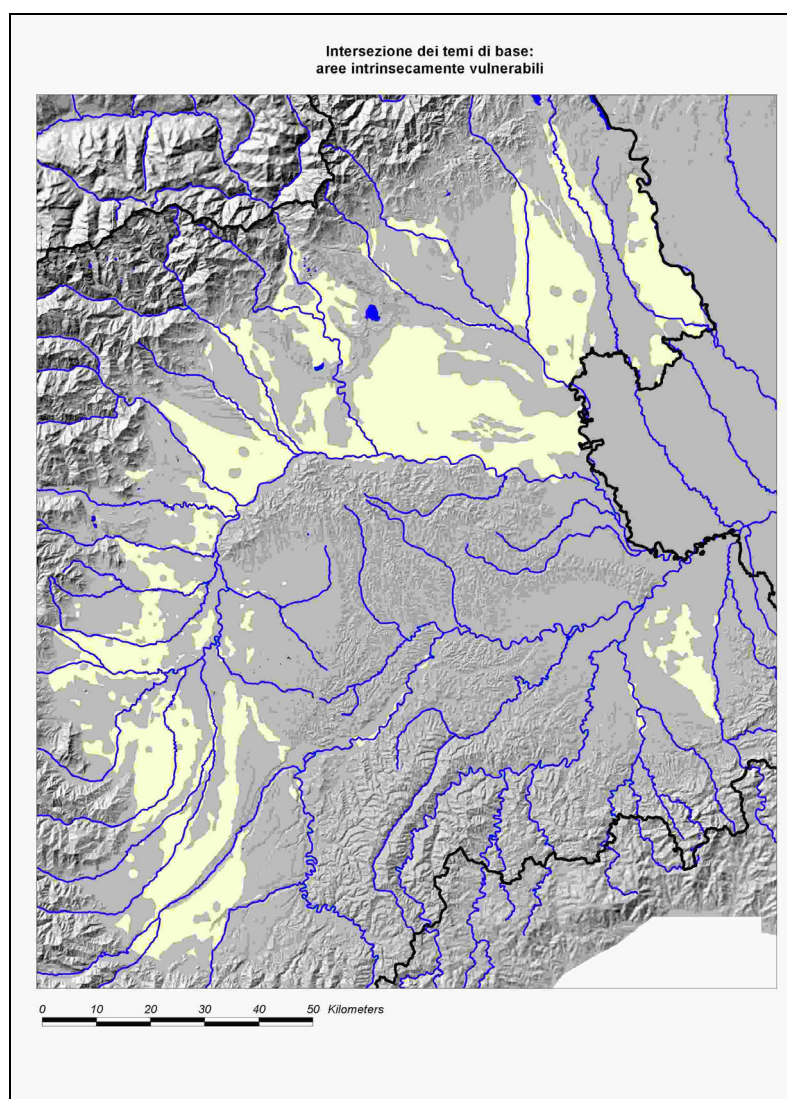 Intersezione dei temi di base:
aree intrinsecamente vulnerabili
0 10 20 30 40 50 Kilometers